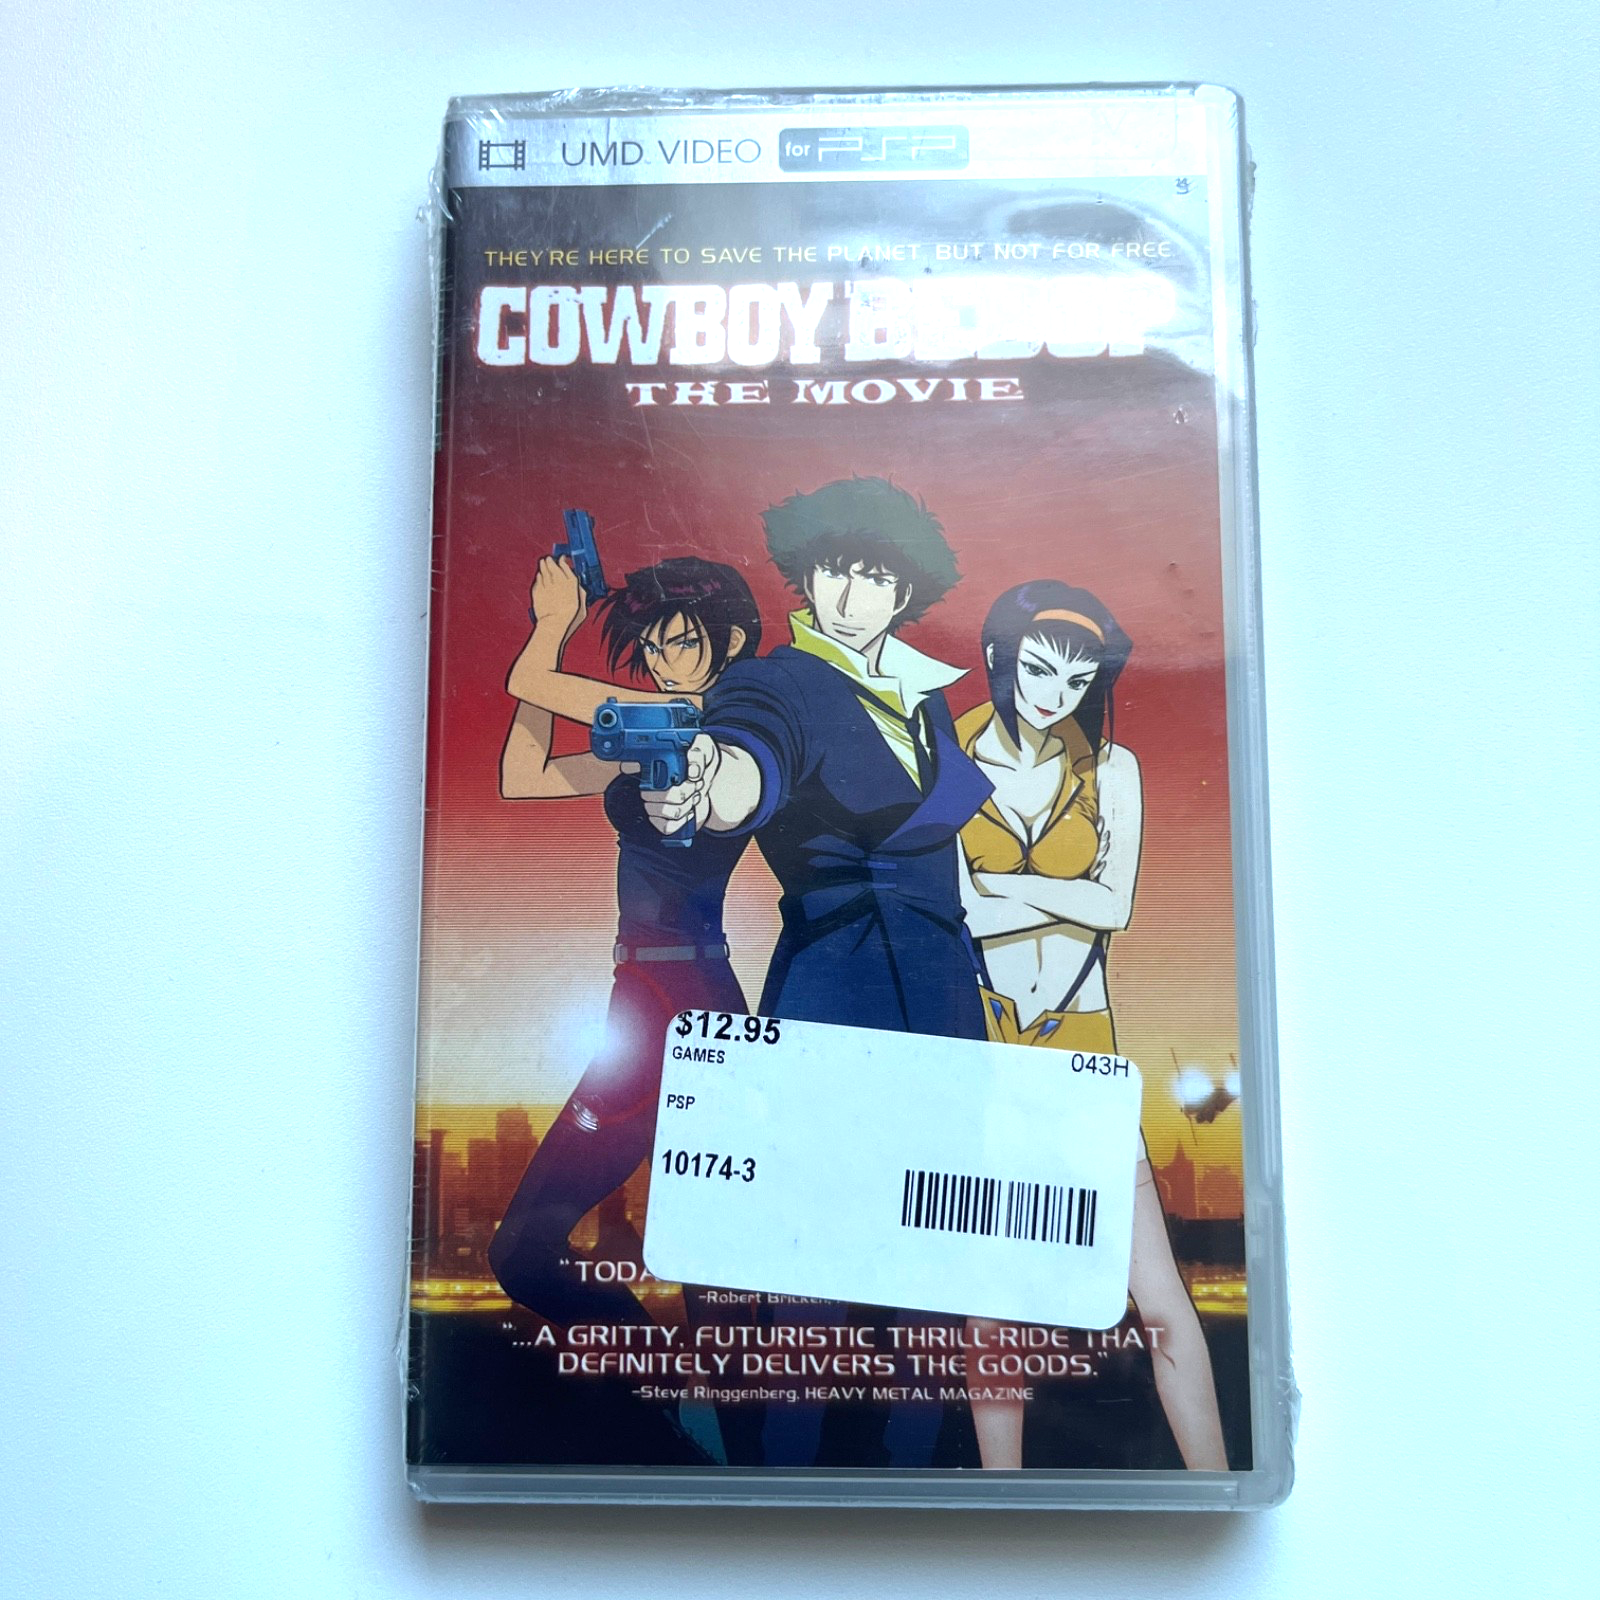 UMD VIDEO for PSP
THEY'RE HERE TO SAVE THE PLANET. BUT NOT FOR FREE.
COWBOY BEBOP
THE MOVIE
$12.95
GAMES
043H
PSP
10174-3
"TODA
-Robert Bricken,
"...A GRITTY, FUTURISTIC THRILL-RIDE THAT
DEFINITELY DELIVERS THE GOODS."
-Steve Ringgenberg, HEAVY METAL MAGAZINE